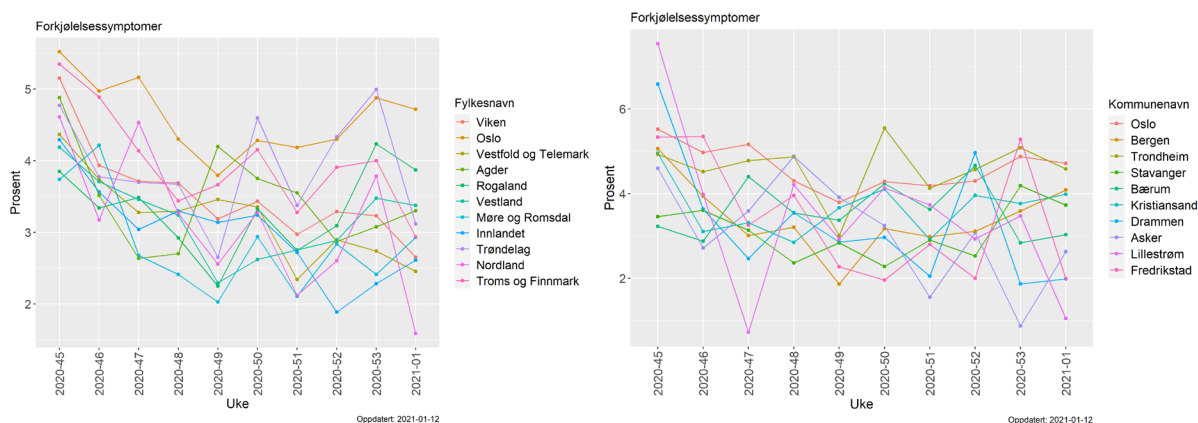 Forkjølelsessymptomer
Prosent
5
4
3
2
2020-45
2020-46
2020-47
2020-48
2020-49
2020-50
2020-51
2020-52
2020-53
2021-01
Uke
Fylkesnavn
Viken
Oslo
Vestfold og Telemark
Agder
Rogaland
Vestland
Møre og Romsdal
Innlandet
Trøndelag
Nordland
Troms og Finnmark
Oppdatert: 2021-01-12
Forkjølelsessymptomer
Prosent
6
4
2
2020-45
2020-46
2020-47
2020-48
2020-49
2020-50
2020-51
2020-52
2020-53
2021-01
Uke
Kommunenavn
Oslo
Bergen
Trondheim
Stavanger
Bærum
Kristiansand
Drammen
Asker
Lillestrøm
Fredrikstad
Oppdatert: 2021-01-12